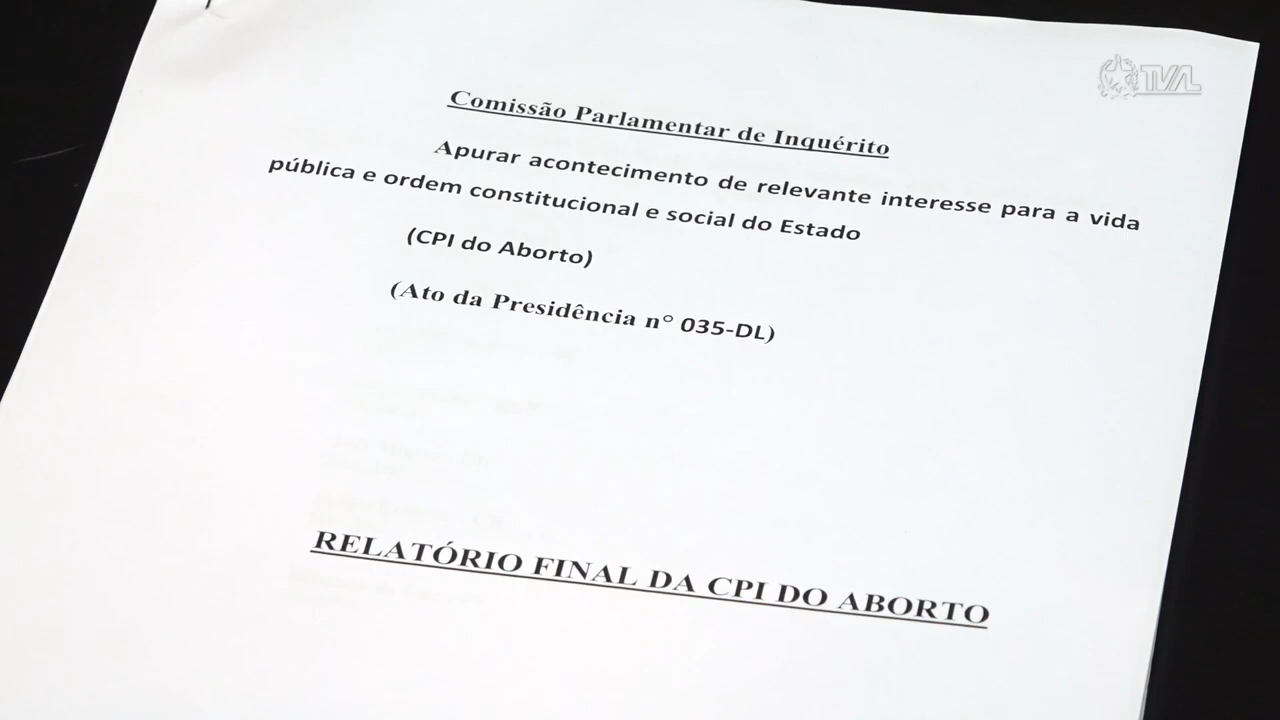 TVAL
Comissão Parlamentar de Inquérito
Apurar acontecimento de relevante interesse para a vida
pública e ordem constitucional e social do Estado
(CPI do Aborto)
(Ato da Presidência nº 035-DL)
RELATÓRIO FINAL DA CPI DO ABORTO